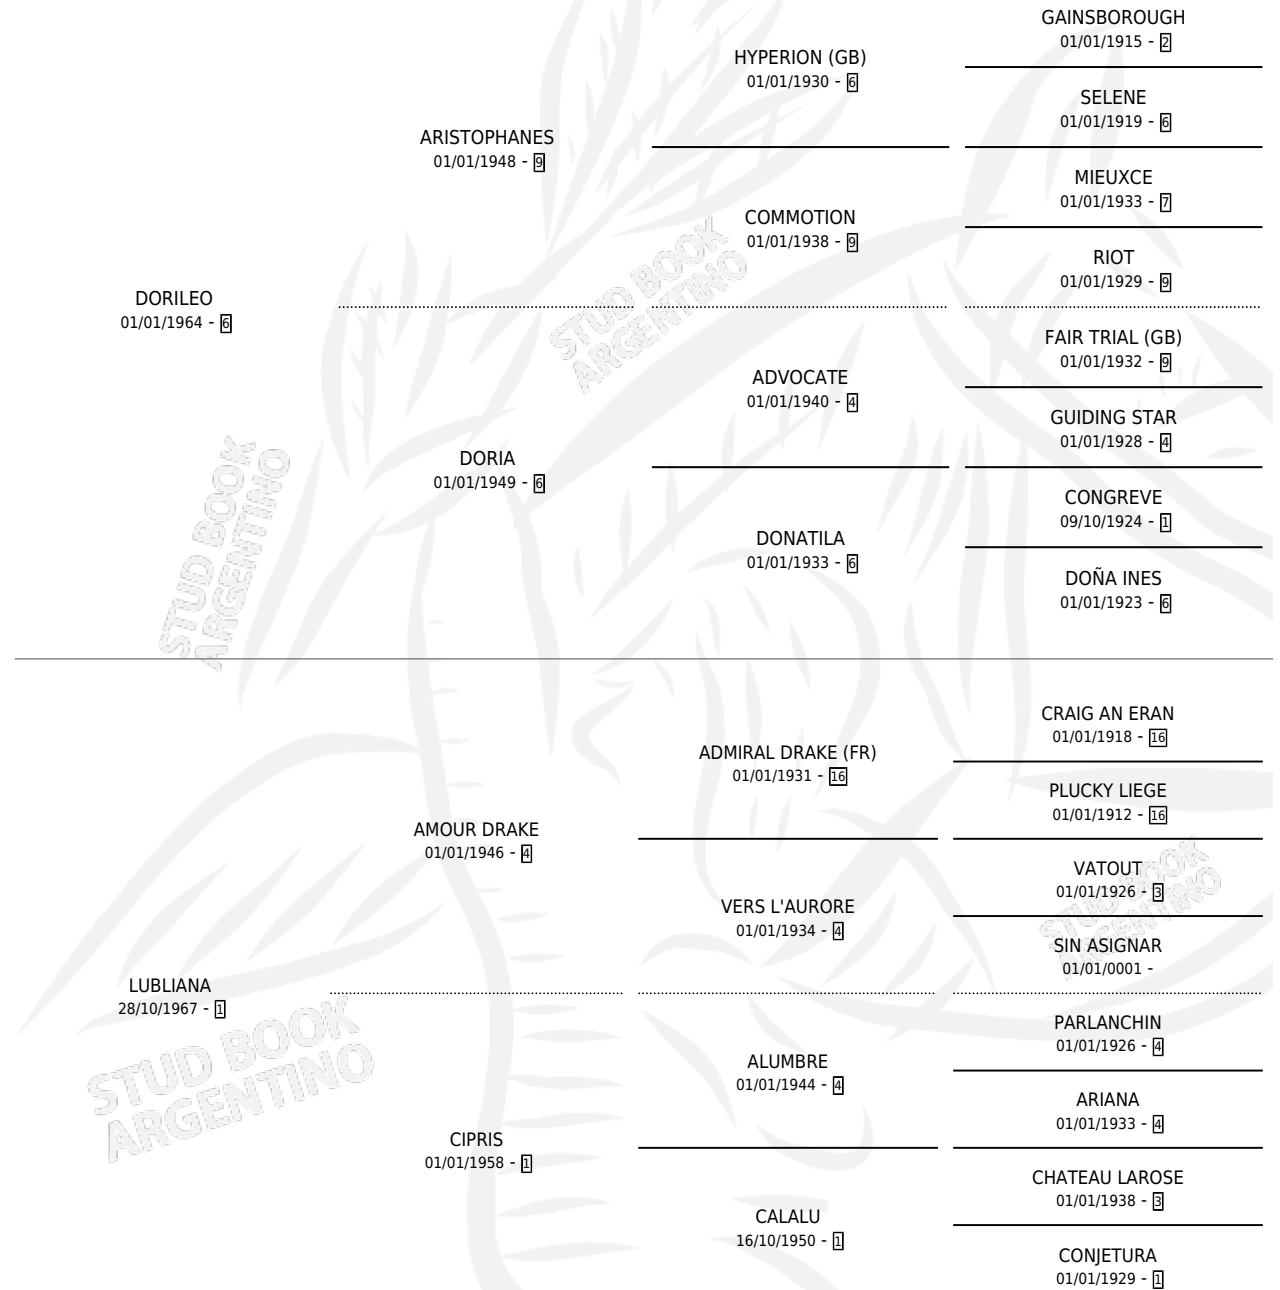 GAINSBOROUGH
01/01/1915 - 2
HYPERION (GB)
01/01/1930 - 6
SELENE
01/01/1919 - 6
ARISTOPHANES
01/01/1948 - 9
MIEUXCE
01/01/1933 - 7
COMMOTION
01/01/1938 - 9
RIOT
01/01/1929 - 9
DORILEO
01/01/1964 - 6
FAIR TRIAL (GB)
01/01/1932 - 9
ADVOCATE
01/01/1940 - 4
GUIDING STAR
01/01/1928 - 4
DORIA
01/01/1949 - 6
CONGREVE
09/10/1924 - 1
DONATILA
01/01/1933 - 6
DOÑA INES
01/01/1923 - 6
CRAIG AN ERAN
01/01/1918 - 16
ADMIRAL DRAKE (FR)
01/01/1931 - 16
PLUCKY LIEGE
01/01/1912 - 16
AMOUR DRAKE
01/01/1946 - 4
VATOUT
01/01/1926 - 3
VERS L'AURORE
01/01/1934 - 4
SIN ASIGNAR
01/01/0001 -
LUBLIANA
28/10/1967 - 1
PARLANCHIN
01/01/1926 - 4
ALUMBRE
01/01/1944 - 4
ARIANA
01/01/1933 - 4
CIPRIS
01/01/1958 - 1
CHATEAU LAROSE
01/01/1938 - 3
CALALU
16/10/1950 - 1
CONJETURA
01/01/1929 - 1
STUD BOOK
ARGENTINO
STUD BOOK
ARGENTINO
STUD BOOK
ARGENTINO
STUD BOOK
ARGENTINO